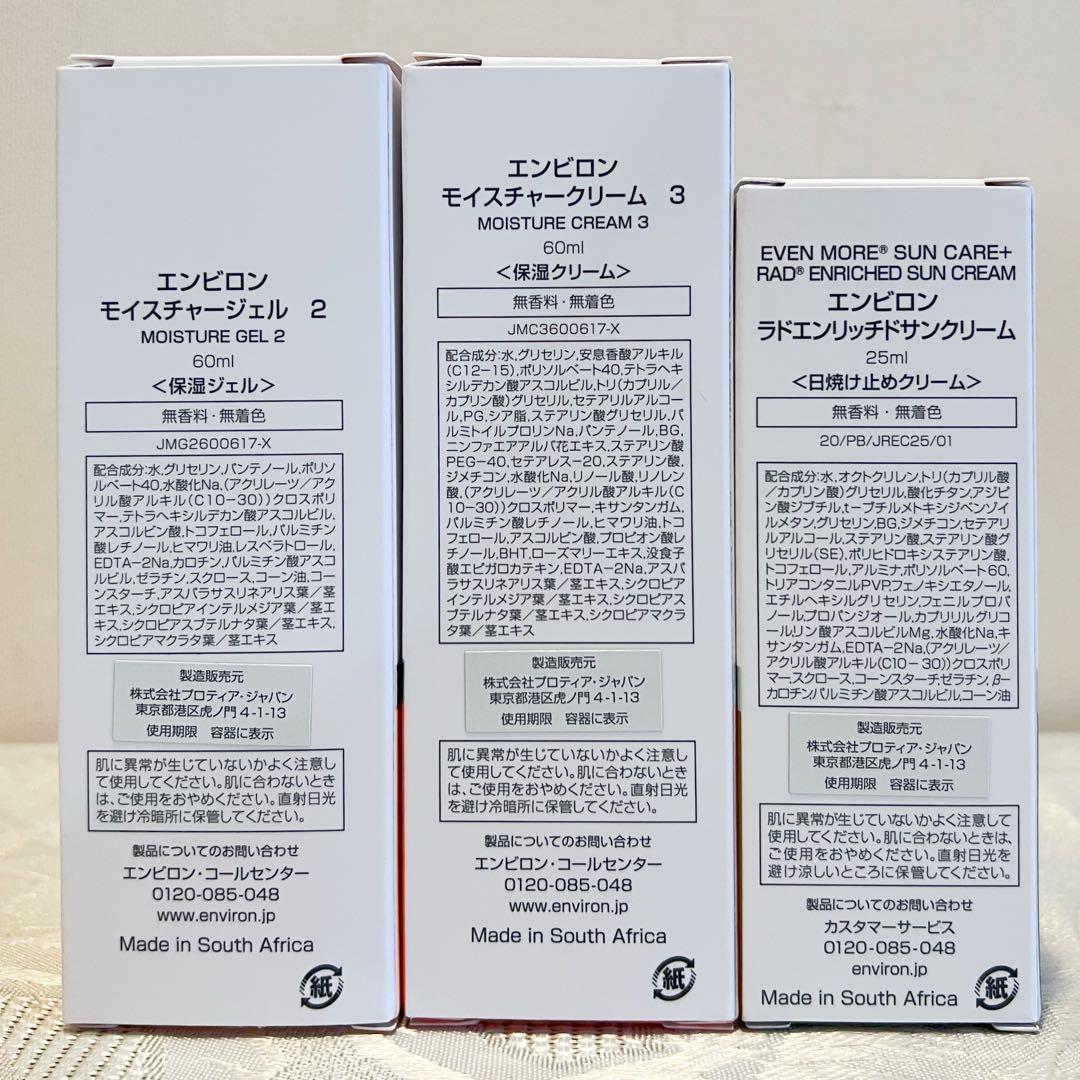 エンビロン
モイスチャージェル 2
MOISTURE GEL 2
60ml
<保湿ジェル>
無香料・無着色
JMG2600617-X
配合成分:水,グリセリン,パンテノール,ポリソ
ルベート40,水酸化Na,(アクリレーツ/アク
リル酸アルキル(C10-30))クロスポリ
マー,テトラヘキシルデカン酸アスコルビル,
アスコルビン酸,トコフェロール,パルミチン
酸レチノール,ヒマワリ油,レスベラトロール,
EDTA-2Na,カロチン,パルミチン酸アスコ
ルビル,ゼラチン,スクロース,コーン油,コー
ンスターチ,アスパラサスリネアリス葉/茎
エキス,シクロピアインテルメジア葉/茎エ
キス,シクロピアスブテルナタ葉/茎エキス,
シクロピアマクラタ葉/茎エキス
製造販売元
株式会社プロティア・ジャパン
東京都港区虎ノ門 4-1-13
使用期限 容器に表示
肌に異常が生じていないかよく注意し
て使用してください。肌に合わないとき
は、ご使用をおやめください。直射日光
を避け冷暗所に保管してください。
製品についてのお問い合わせ
エンビロン・コールセンター
0120-085-048
www.environ.jp
Made in South Africa
紙
エンビロン
モイスチャークリーム 3
MOISTURE CREAM 3
60ml
<保湿クリーム>
無香料・無着色
JMC3600617-X
配合成分:水,グリセリン,安息香酸アルキル
(C12-15),ポリソルベート40,テトラヘキ
シルデカン酸アスコルビル,トリ(カプリル/
カプリン酸)グリセリル,セテアリルアルコー
ル,PG,シア脂,ステアリン酸グリセリル,パ
ルミトイルプロリンNa,パンテノール,BG,
ニンファエアアルバ花エキス,ステアリン酸
PEG-40,セテアレス-20,ステアリン酸,
ジメチコン,水酸化Na,リノール酸,リノレン
酸,(アクリレーツ/アクリル酸アルキル(C
10-30))クロスポリマー,キサンタンガム,
パルミチン酸レチノール,ヒマワリ油,トコ
フェロール,アスコルビン酸,プロピオン酸レ
チノール,BHT,ローズマリーエキス,没食子
酸エピガロカテキン,EDTA-2Na,アスパ
ラサスリネアリス葉/茎エキス,シクロピア
インテルメジア葉/茎エキス,シクロピアス
ブテルナタ葉/茎エキス,シクロピアマクラ
タ葉/茎エキス
製造販売元
株式会社プロティア・ジャパン
東京都港区虎ノ門 4-1-13
使用期限 容器に表示
肌に異常が生じていないかよく注意し
て使用してください。肌に合わないとき
は、ご使用をおやめください。直射日光
を避け冷暗所に保管してください。
製品についてのお問い合わせ
エンビロン・コールセンター
0120-085-048
www.environ.jp
Made in South Africa
紙
EVEN MORE® SUN CARE+
RAD® ENRICHED SUN CREAM
エンビロン
ラドエンリッチドサンクリーム
25ml
<日焼け止めクリーム>
無香料・無着色
20/PB/JREC25/01
配合成分:水,オクトクリレン,トリ(カプリル酸
/カプリン酸)グリセリル,酸化チタン,アジピ
ン酸ジブチル,t-ブチルメトキシジベンゾイ
ルメタン,グリセリン,BG,ジメチコン,セテアリ
ルアルコール,ステアリン酸,ステアリン酸グ
リセリル(SE),ポリヒドロキシステアリン酸,
トコフェロール,アルミナ,ポリソルベート60,
トリアコンタニルPVP,フェノキシエタノール,
エチルヘキシルグリセリン,フェニルプロパ
ノール,プロパンジオール,カプリリルグリコ
ール,リン酸アスコルビルMg,水酸化Na,キ
サンタンガム,EDTA-2Na,(アクリレーツ/
アクリル酸アルキル(C10-30))クロスポリ
マー,スクロース,コーンスターチ,ゼラチン,β-
カロチン,パルミチン酸アスコルビル,コーン油
製造販売元
株式会社プロティア・ジャパン
東京都港区虎ノ門 4-1-13
使用期限 容器に表示
肌に異常が生じていないかよく注意して
使用してください。肌に合わないときは、
ご使用をおやめください。直射日光を
避け涼しいところに保管してください。
製品についてのお問い合わせ
カスタマーサービス
0120-085-048
environ.jp
Made in South Africa
紙